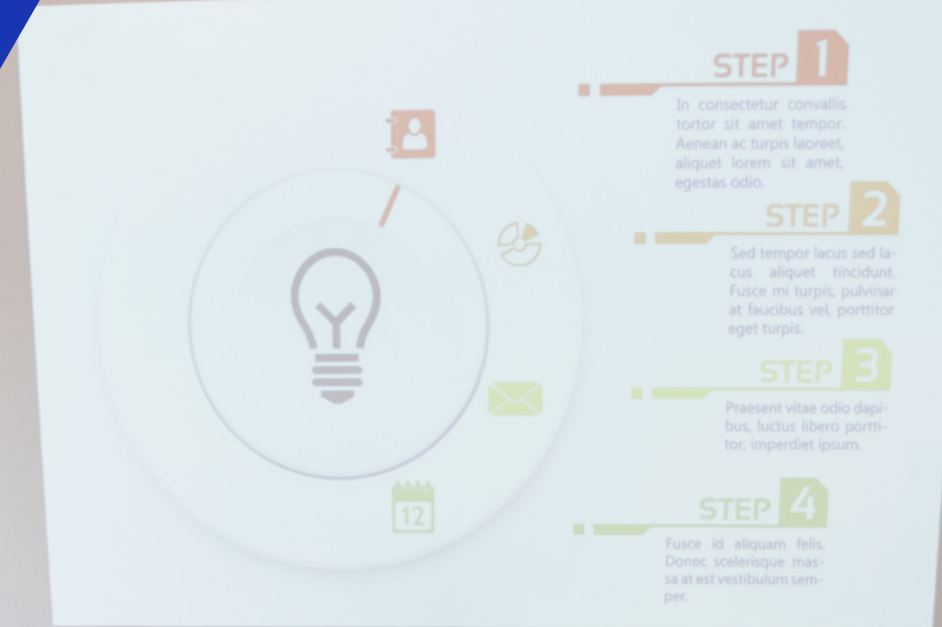 STEP 1
In consectetur convallis
tortor sit amet tempor.
Aenean ac turpis laoreet,
aliquet lorem sit amet,
egestas odio.
STEP 2
Sed tempor lacus sed la-
cus aliquet tincidunt.
Fusce mi turpis, pulvinar
at faucibus vel, porttitor
eget turpis.
STEP 3
Praesent vitae odio dapi-
bus, luctus libero portti-
tor, imperdiet ipsum.
12
STEP 4
Fusce id aliquam felis.
Donec scelerisque mas-
sa at est vestibulum sem-
per.